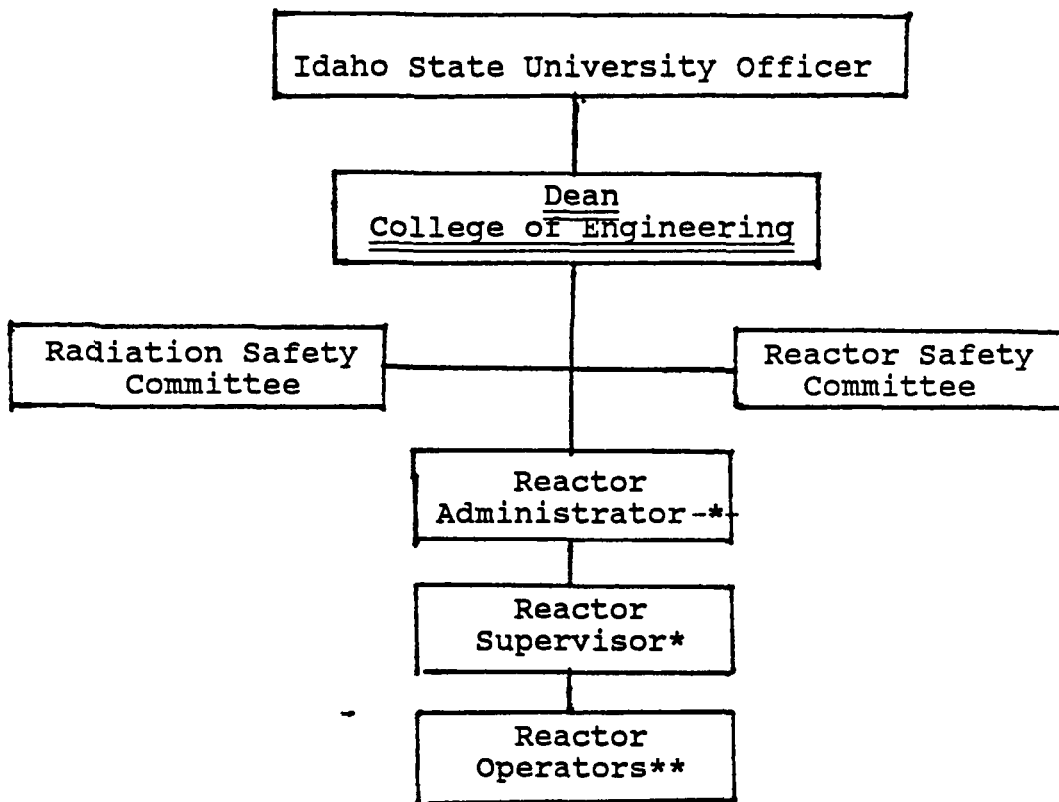 Idaho State University Officer
Dean
College of Engineering
Radiation Safety
Committee
Reactor Safety
Committee
Reactor
Administrator-*-
Reactor
Supervisor*
Reactor
Operators**